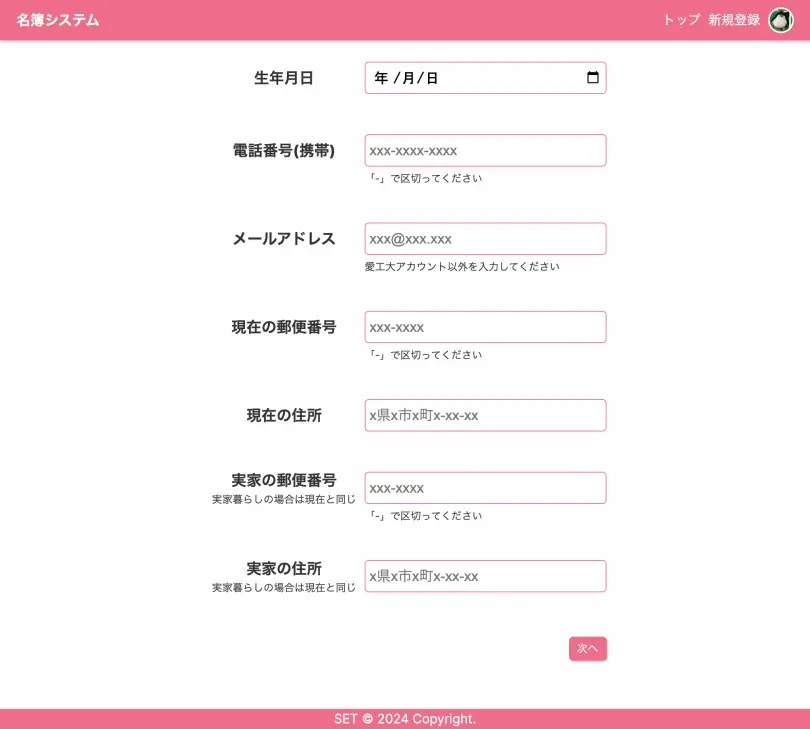 名簿システム
トップ 新規登録
生年月日
年 /月/日
電話番号(携帯)
xxx-xxxx-xxxx
「-」で区切ってください
メールアドレス
xxx@xxx.xxx
愛工大アカウント以外を入力してください
現在の郵便番号
xxx-xxxx
「-」で区切ってください
現在の住所
x県x市x町x-xx-xx
実家の郵便番号
実家暮らしの場合は現在と同じ
xxx-xxxx
「-」で区切ってください
実家の住所
実家暮らしの場合は現在と同じ
x県x市x町x-xx-xx
次へ
SET © 2024 Copyright.